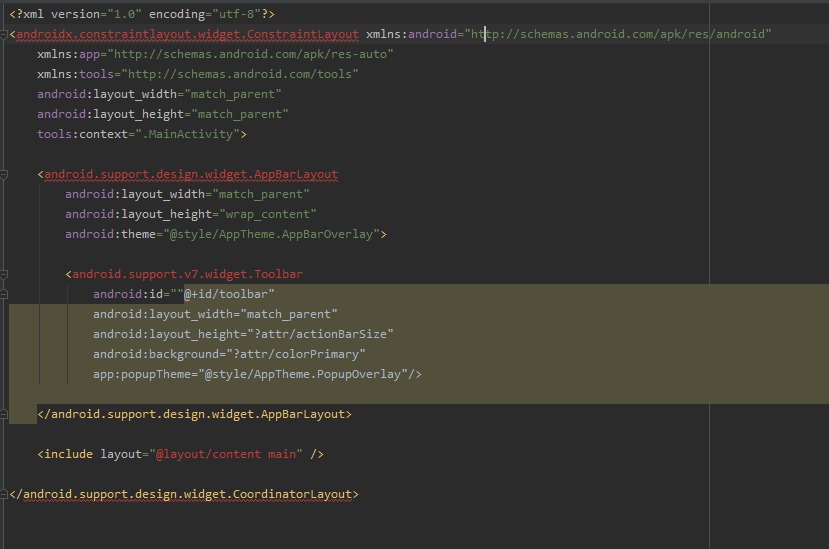 <?xml version="1.0" encoding="utf-8"?>
<androidx.constraintlayout.widget.ConstraintLayout xmlns:android="http://schemas.android.com/apk/res/android"
xmlns:app="http://schemas.android.com/apk/res-auto"
xmlns:tools="http://schemas.android.com/tools"
android:layout_width="match_parent"
android:layout_height="match_parent"
tools:context=".MainActivity">
<android.support.design.widget.AppBarLayout
android:layout_width="match_parent"
android:layout_height="wrap_content"
android:theme="@style/AppTheme.AppBarOverlay">
<android.support.v7.widget.Toolbar
android:id=""@+id/toolbar"
android:layout_width="match_parent"
android:layout_height="?attr/actionBarSize"
android:background="?attr/colorPrimary"
app:popupTheme="@style/AppTheme.PopupOverlay"/>
</android.support.design.widget.AppBarLayout>
<include layout="@layout/content main" />
</android.support.design.widget.CoordinatorLayout>